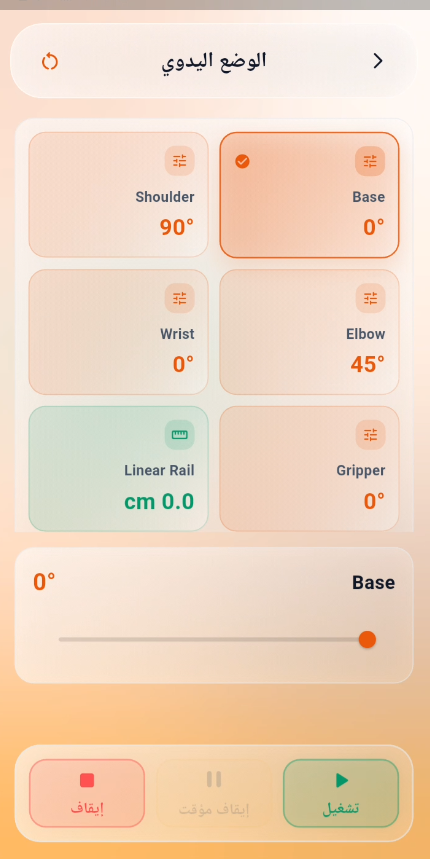 الوضع اليدوي
Base
0°
Shoulder
90°
Elbow
45°
Wrist
0°
Gripper
0°
Linear Rail
cm 0.0
Base
0°
تشغيل
إيقاف مؤقت
إيقاف